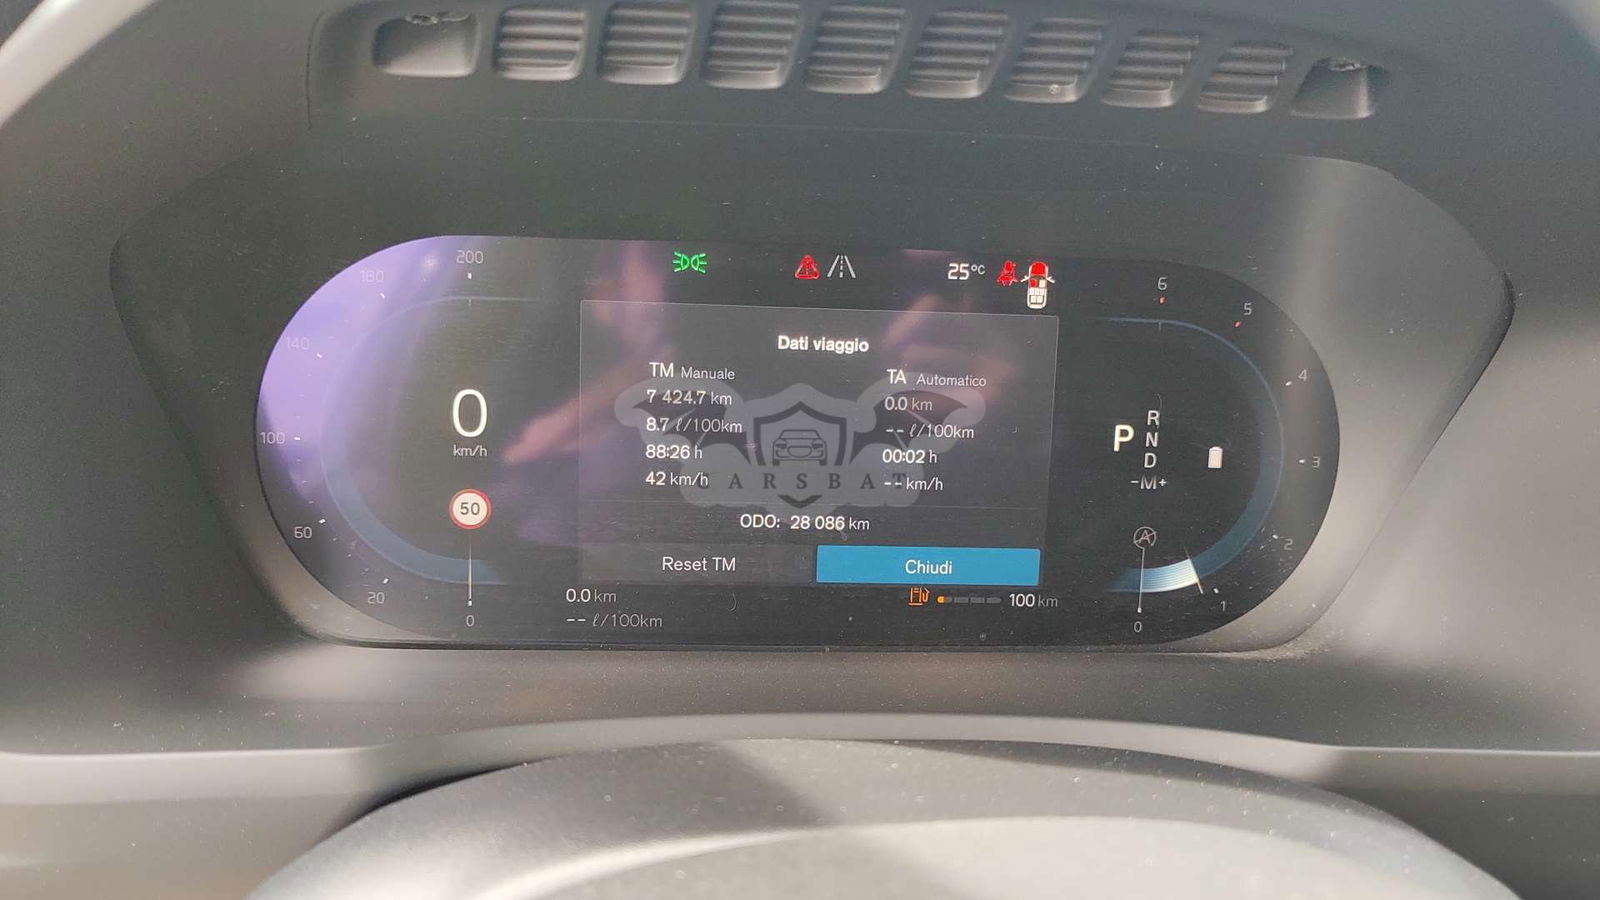 200
180
140
100
60
20
0
0
km/h
50
25°C
Dati viaggio
TM Manuale
7 424.7 km
8.7 ℓ/100km
88:26 h
42 km/h
TA Automatico
0.0 km
-- ℓ/100km
00:02 h
-- km/h
CARSBAT
ODO: 28 086 km
Reset TM
Chiudi
0.0 km
-- ℓ/100km
100 km
P
R
N
D
-M+
A
6
5
4
3
2
1
0